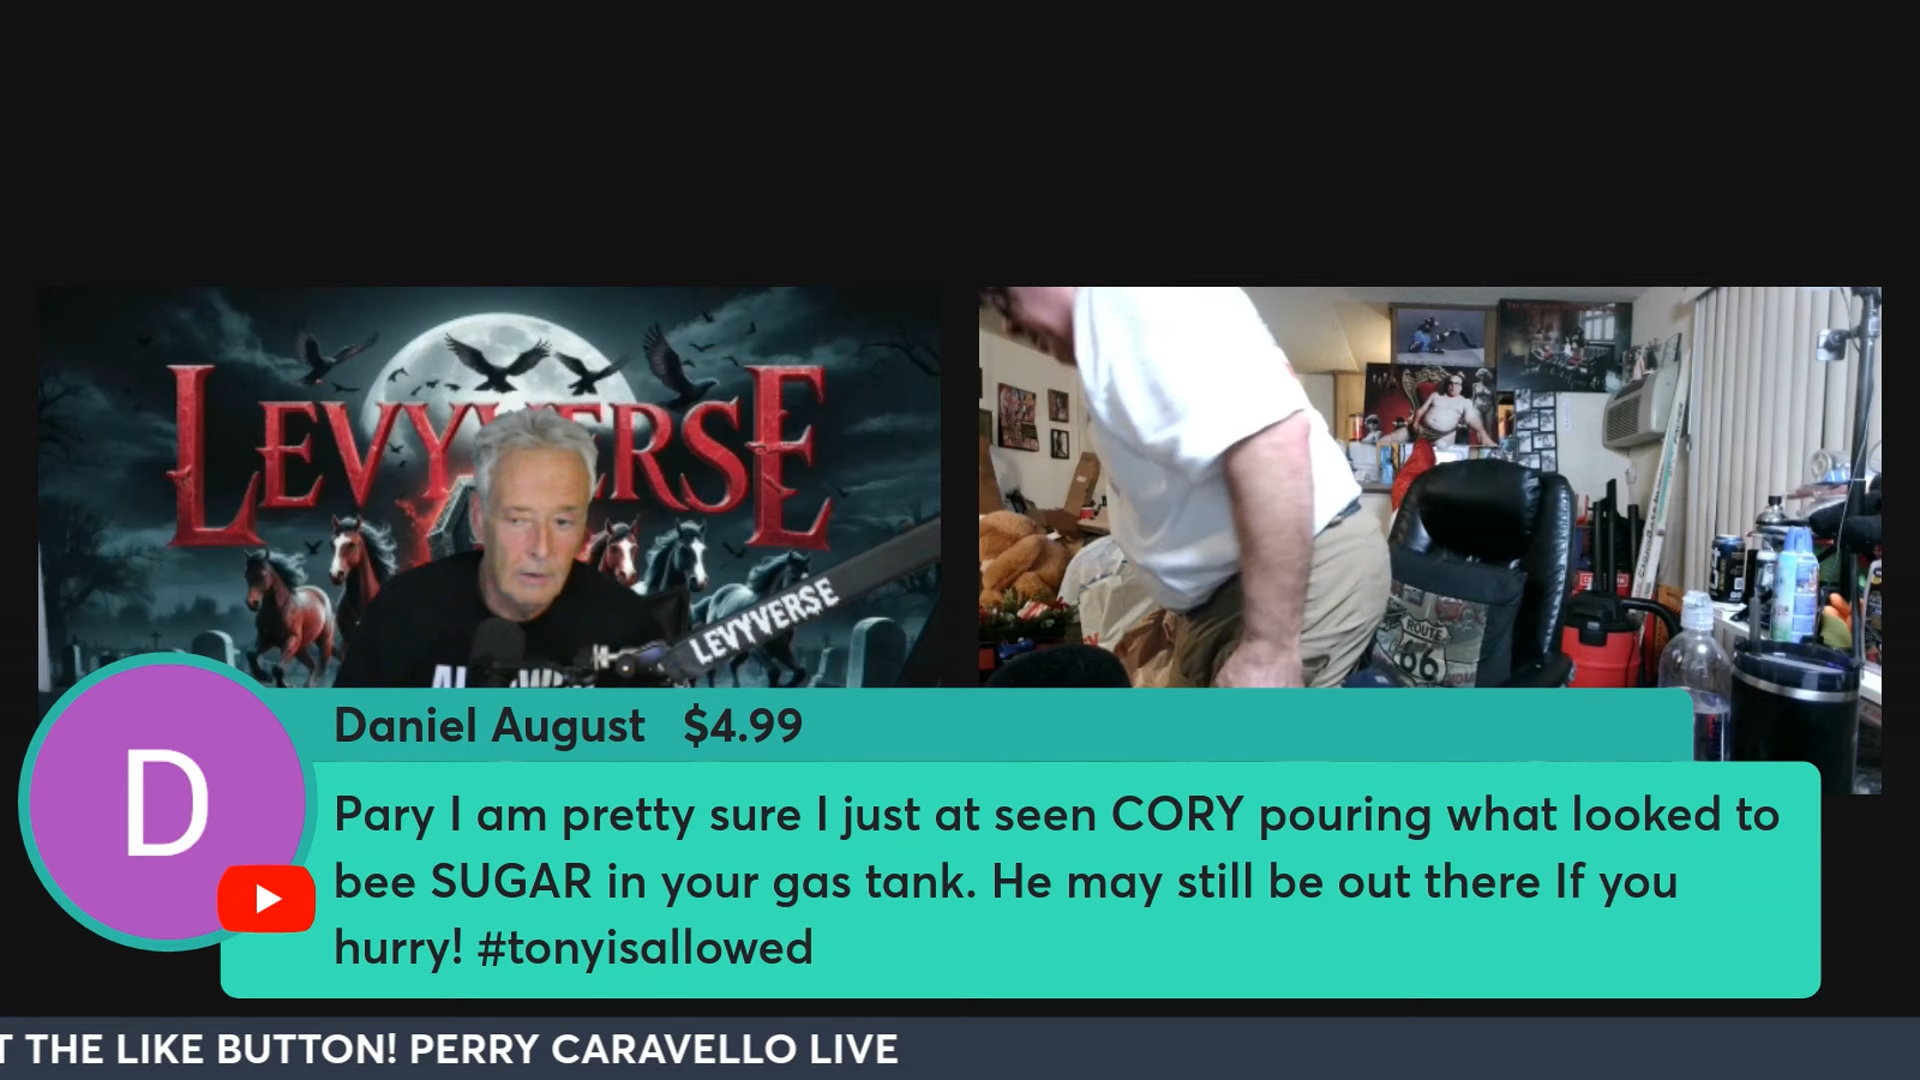 LEVYVERSE
LEVYVERSE
ROUTE
66
Daniel August $4.99
Pary I am pretty sure I just at seen CORY pouring what looked to
bee SUGAR in your gas tank. He may still be out there If you
hurry! #tonyisallowed
D
T THE LIKE BUTTON! PERRY CARAVELLO LIVE